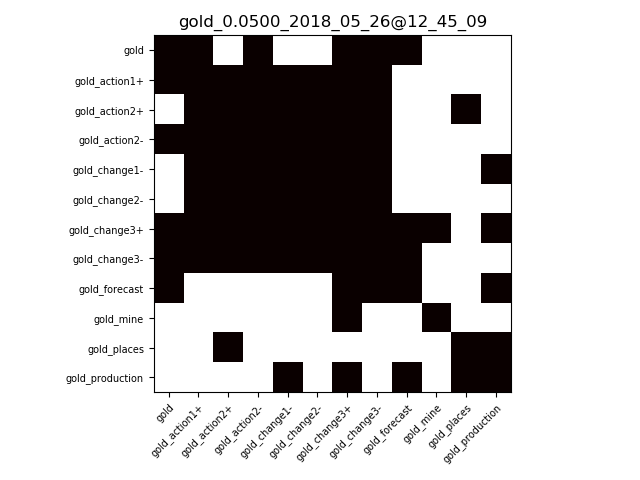 gold_0.0500_2018_05_26@12_45_09
gold
gold_action1+
gold_action2+
gold_action2-
gold_change1-
gold_change2-
gold_change3+
gold_change3-
gold_forecast
gold_mine
gold_places
gold_production
gold
gold_action1+
gold_action2+
gold_action2-
gold_change1-
gold_change2-
gold_change3+
gold_change3-
gold_forecast
gold_mine
gold_places
gold_production